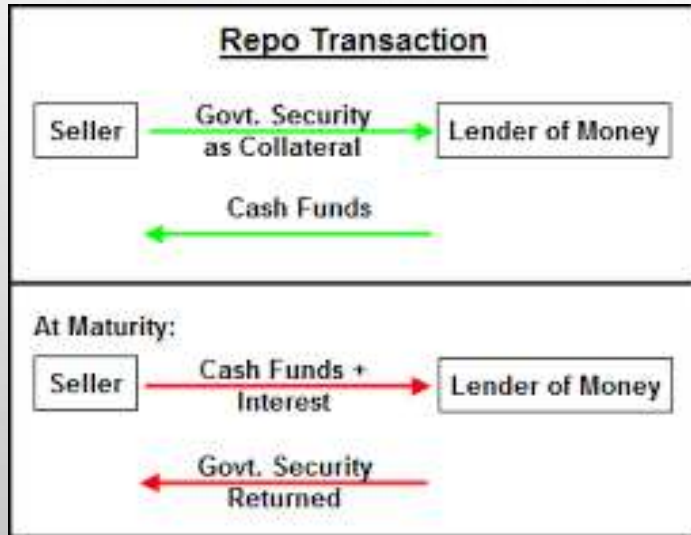 Repo Transaction
Seller
Govt. Security
as Collateral
Lender of Money
Cash Funds
At Maturity:
Seller
Cash Funds +
Interest
Lender of Money
Govt. Security
Returned